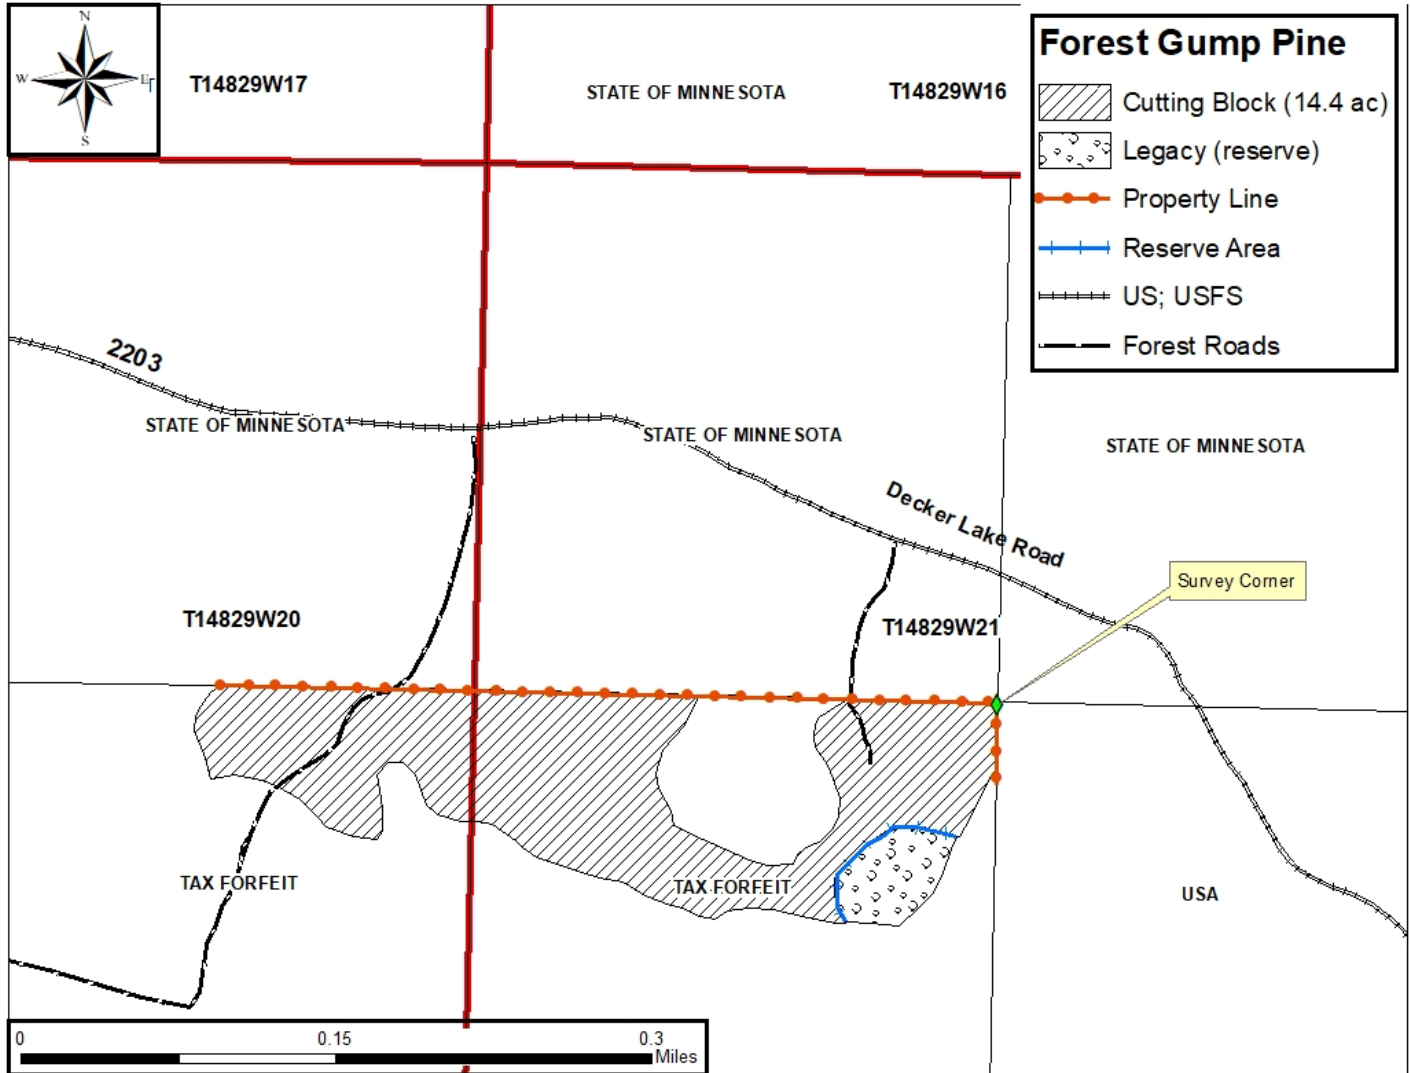 N
W
E
S
T14829W17
STATE OF MINNESOTA
T14829W16
Forest Gump Pine
Cutting Block (14.4 ac)
Legacy (reserve)
Property Line
Reserve Area
US; USFS
Forest Roads
2203
STATE OF MINNESOTA
STATE OF MINNESOTA
STATE OF MINNESOTA
Decker Lake Road
Survey Corner
T14829W20
T14829W21
TAX FORFEIT
TAX FORFEIT
USA
0
0.15
0.3
Miles